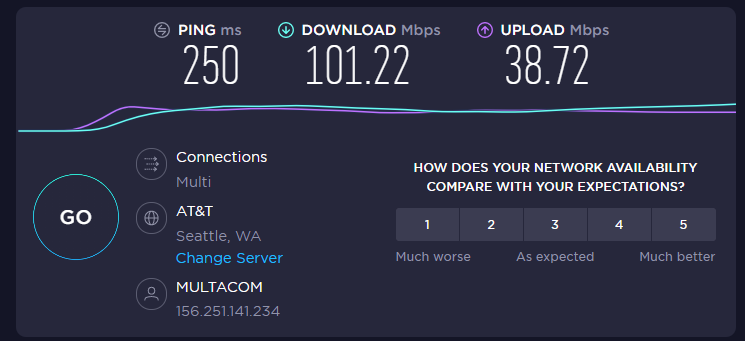 PING ms
DOWNLOAD Mbps
UPLOAD Mbps
250
101.22
38.72
GO
Connections
Multi
AT&T
Seattle, WA
Change Server
MULTACOM
156.251.141.234
HOW DOES YOUR NETWORK AVAILABILITY
COMPARE WITH YOUR EXPECTATIONS?
1 2 3 4 5
Much worse As expected Much better